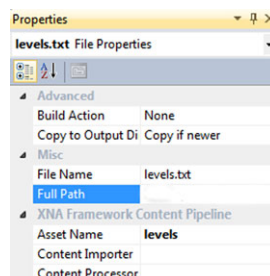 Properties
levels.txt File Properties
Advanced
Build Action None
Copy to Output Di Copy if newer
Misc
File Name levels.txt
Full Path
XNA Framework Content Pipeline
Asset Name levels
Content Importer
Content Processor